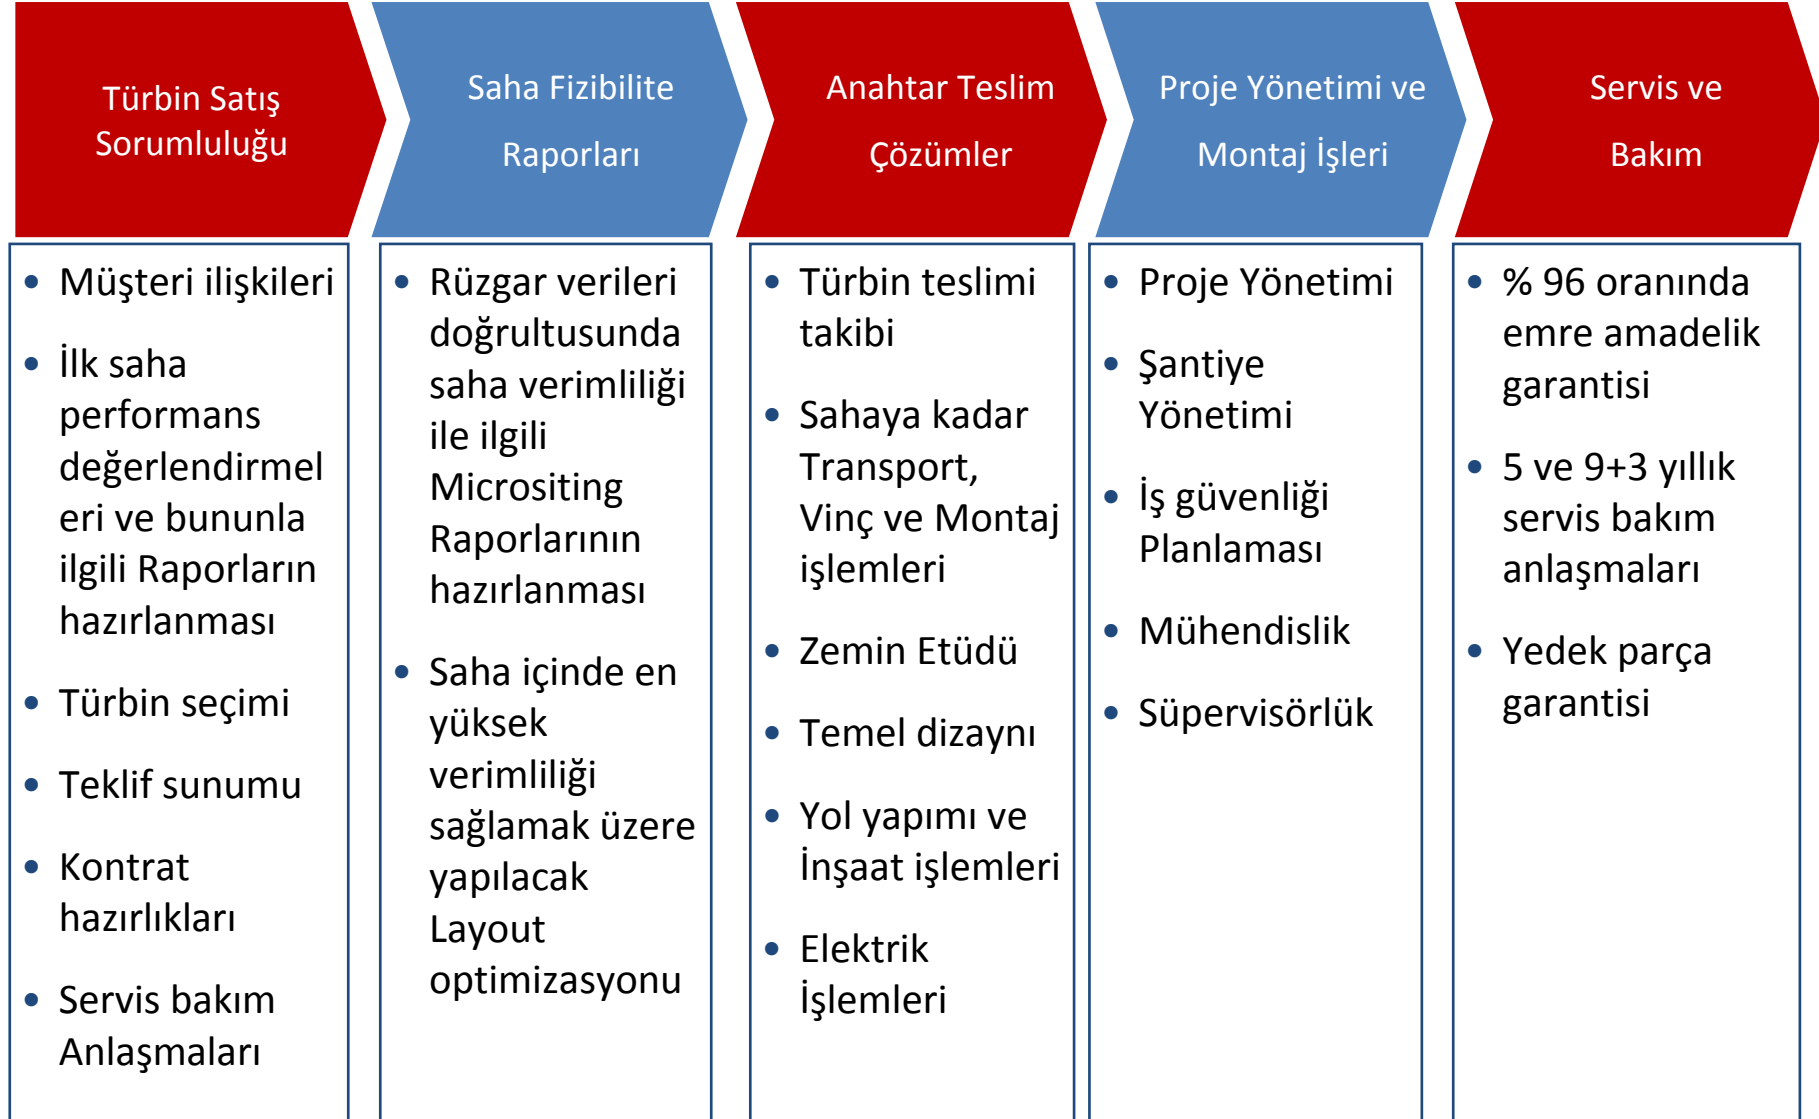 Türbin Satış
Sorumluluğu
Saha Fizibilite
Raporları
Anahtar Teslim
Çözümler
Proje Yönetimi ve
Montaj İşleri
Servis ve
Bakım
• Müşteri ilişkileri
• İlk saha
performans
değerlendirmel
eri ve bununla
ilgili Raporların
hazırlanması
• Türbin seçimi
• Teklif sunumu
• Kontrat
hazırlıkları
• Servis bakım
Anlaşmaları
• Rüzgar verileri
doğrultusunda
saha verimliliği
ile ilgili
Micrositing
Raporlarının
hazırlanması
• Saha içinde en
yüksek
verimliliği
sağlamak üzere
yapılacak
Layout
optimizasyonu
• Türbin teslimi
takibi
• Sahaya kadar
Transport,
Vinç ve Montaj
işlemleri
• Zemin Etüdü
• Temel dizaynı
• Yol yapımı ve
İnşaat işlemleri
• Elektrik
İşlemleri
• Proje Yönetimi
• Şantiye
Yönetimi
• İş güvenliği
Planlaması
• Mühendislik
• Süpervisörlük
• % 96 oranında
emre amadelik
garantisi
• 5 ve 9+3 yıllık
servis bakım
anlaşmaları
• Yedek parça
garantisi